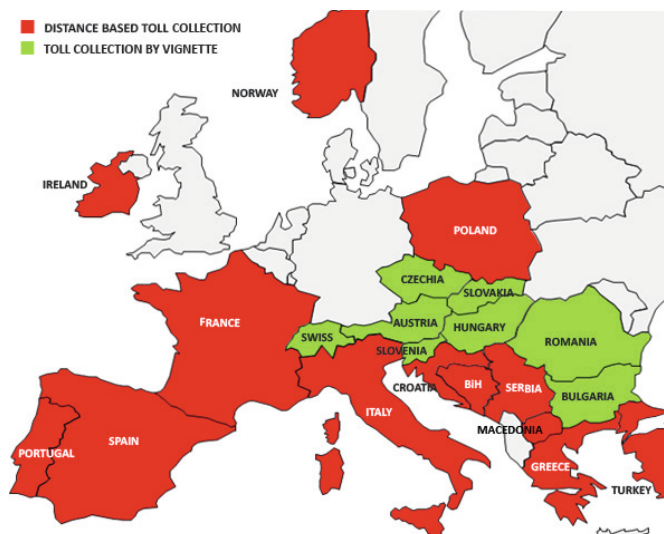 DISTANCE BASED TOLL COLLECTION
TOLL COLLECTION BY VIGNETTE
NORWAY
IRELAND
POLAND
CZECHIA
SLOVAKIA
FRANCE
AUSTRIA
SWISS
HUNGARY
SLOVENIA
ROMANIA
CROATIA
BiH
SERBIA
BULGARIA
ITALY
MACEDONIA
SPAIN
PORTUGAL
GREECE
TURKEY